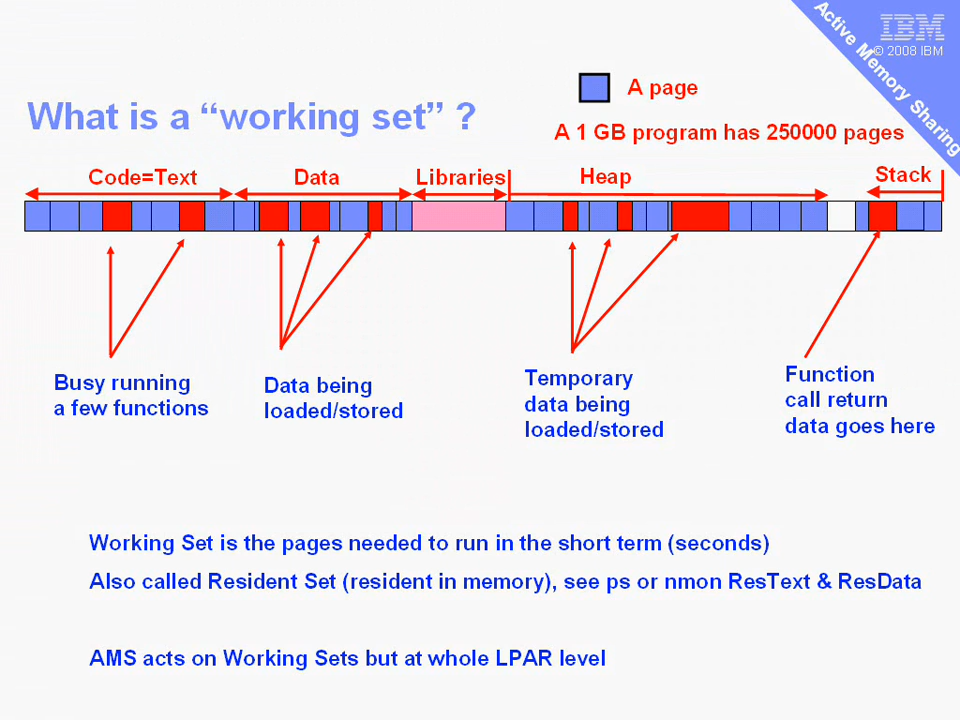 Active Memory Sharing
IBM
© 2008 IBM
What is a “working set” ?
A page
A 1 GB program has 250000 pages
Code=Text
Data
Libraries
Heap
Stack
Busy running
a few functions
Data being
loaded/stored
Temporary
data being
loaded/stored
Function
call return
data goes here
Working Set is the pages needed to run in the short term (seconds)
Also called Resident Set (resident in memory), see ps or nmon ResText & ResData
AMS acts on Working Sets but at whole LPAR level